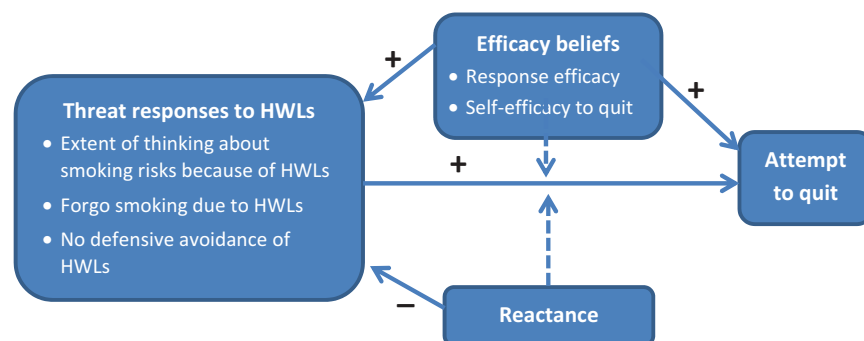 Efficacy beliefs
• Response efficacy
• Self-efficacy to quit
+
+
Threat responses to HWLs
• Extent of thinking about
smoking risks because of HWLs
• Forgo smoking due to HWLs
• No defensive avoidance of
HWLs
+
Attempt
to quit
–
Reactance